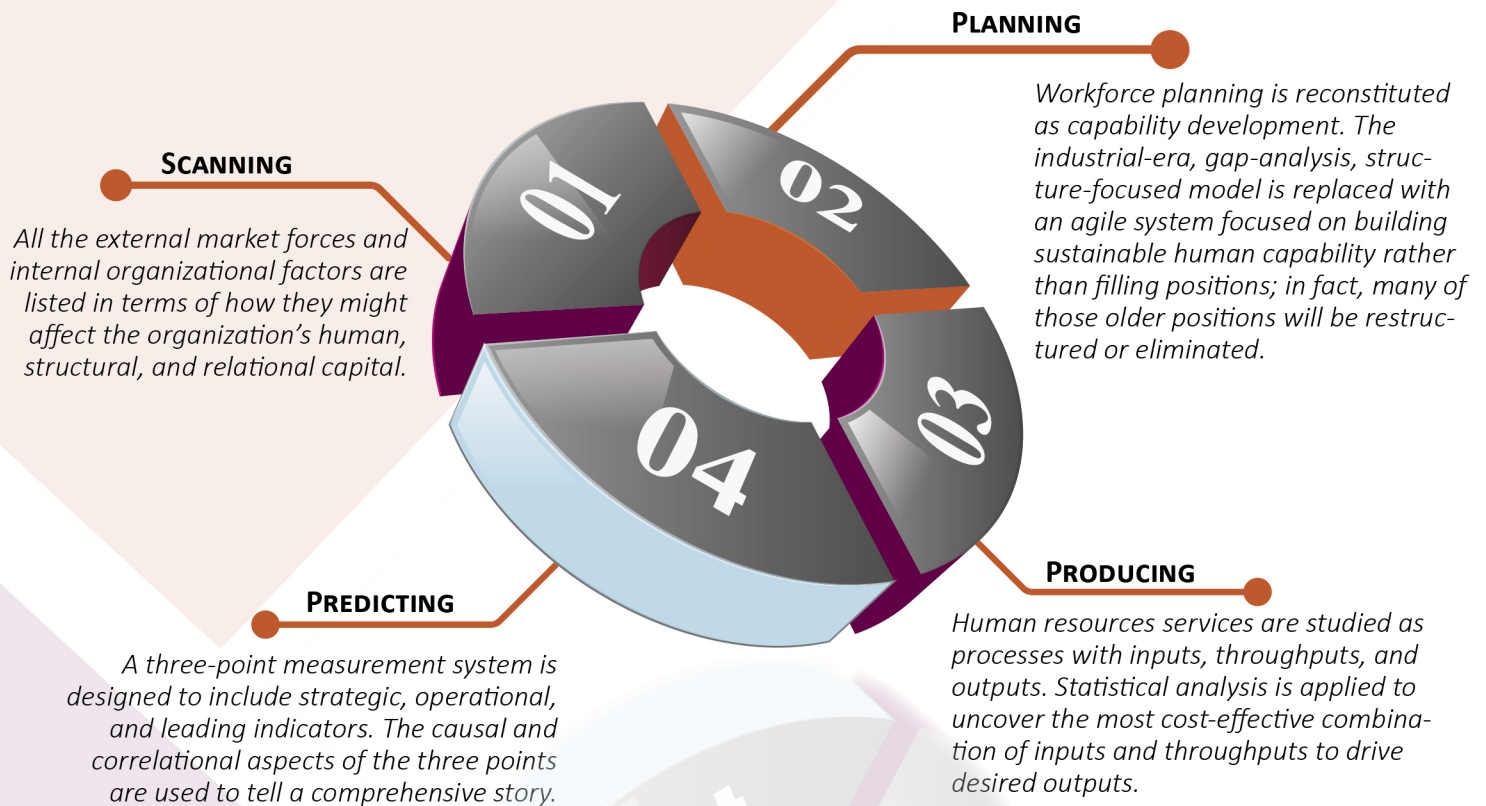 SCANNING
All the external market forces and
internal organizational factors are
listed in terms of how they might
affect the organization's human,
structural, and relational capital.
01
PLANNING
Workforce planning is reconstituted
as capability development. The
industrial-era, gap-analysis, struc-
ture-focused model is replaced with
an agile system focused on building
sustainable human capability rather
than filling positions; in fact, many of
those older positions will be restruc-
tured or eliminated.
02
PRODUCING
Human resources services are studied as
processes with inputs, throughputs, and
outputs. Statistical analysis is applied to
uncover the most cost-effective combina-
tion of inputs and throughputs to drive
desired outputs.
03
PREDICTING
A three-point measurement system is
designed to include strategic, operational,
and leading indicators. The causal and
correlational aspects of the three points
are used to tell a comprehensive story.
04